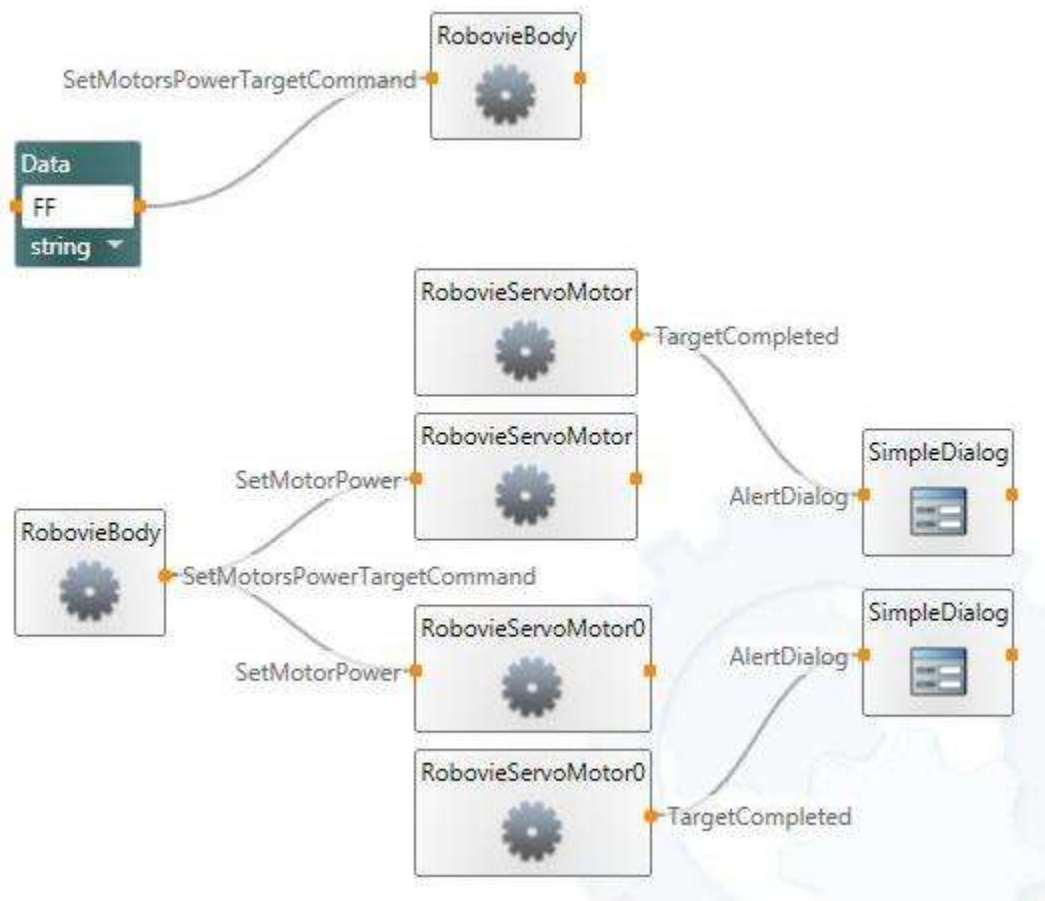 RobovieBody
SetMotorsPowerTargetCommand
Data
FF
string
RobovieServoMotor
TargetCompleted
RobovieServoMotor
SetMotorPower
SimpleDialog
AlertDialog
RobovieBody
SetMotorsPowerTargetCommand
RobovieServoMotor0
SetMotorPower
SimpleDialog
AlertDialog
RobovieServoMotor0
TargetCompleted